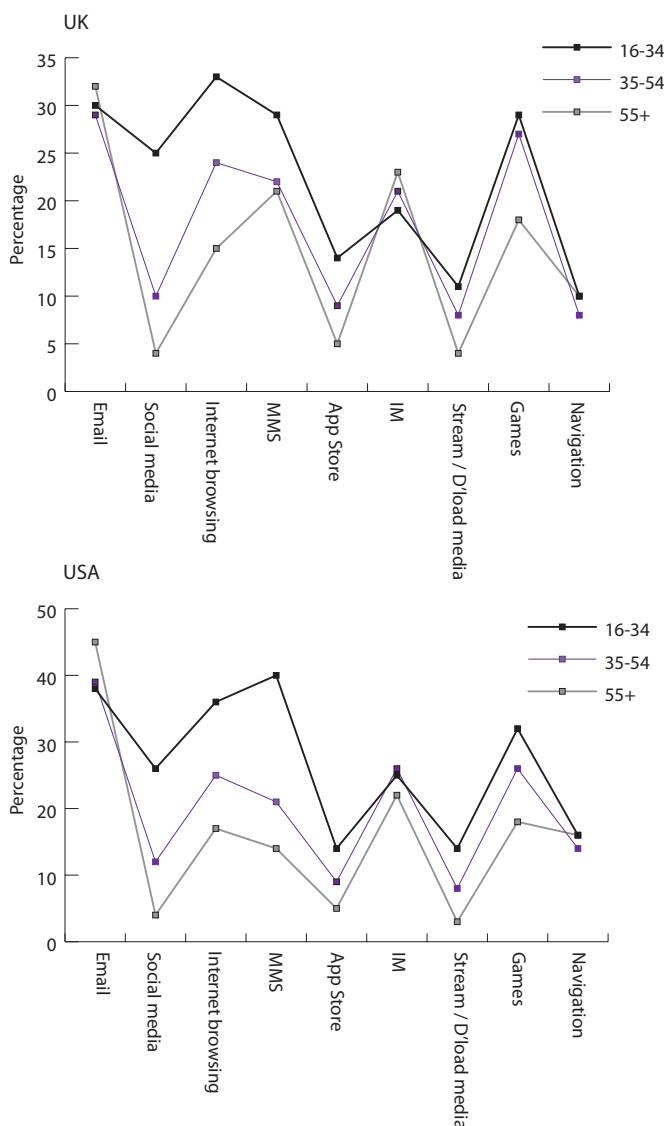 UK
16-34
35-54
55+
Percentage
35
30
25
20
15
10
5
0
Email
Social media
Internet browsing
MMS
App Store
IM
Stream / D'load media
Games
Navigation
USA
16-34
35-54
55+
Percentage
50
40
30
20
10
0
Email
Social media
Internet browsing
MMS
App Store
IM
Stream / D'load media
Games
Navigation